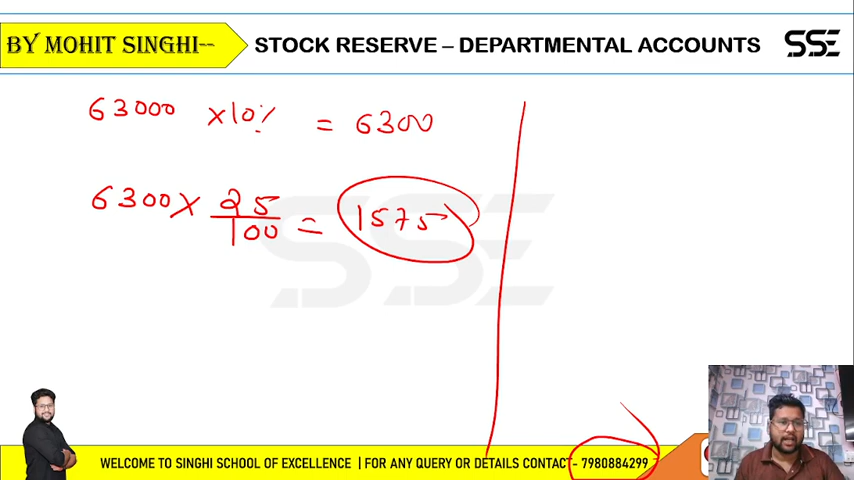 BY MOHIT SINGHI--
STOCK RESERVE – DEPARTMENTAL ACCOUNTS
SSE
63000 x10% = 6300
6300 x 25/100 = 1575
SSE
WELCOME TO SINGHI SCHOOL OF EXCELLENCE | FOR ANY QUERY OR DETAILS CONTACT- 7980884299